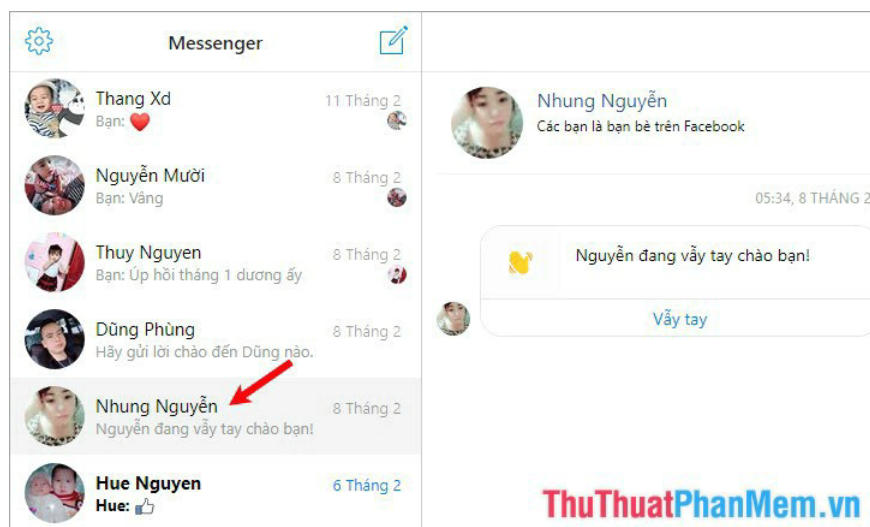 Messenger
Thang Xd
11 Tháng 2
Bạn: ❤️
Nguyễn Mười
8 Tháng 2
Bạn: Vâng
Thuy Nguyen
8 Tháng 2
Bạn: Úp hồi tháng 1 dương ấy
Dũng Phùng
8 Tháng 2
Hãy gửi lời chào đến Dũng nào.
Nhung Nguyễn
8 Tháng 2
Nguyễn đang vẫy tay chào bạn!
Hue Nguyen
6 Tháng 2
Hue: 👍
Nhung Nguyễn
Các bạn là bạn bè trên Facebook
05:34, 8 THÁNG 2
Nguyễn đang vẫy tay chào bạn!
Vẫy tay
ThuThuatPhanMem.vn